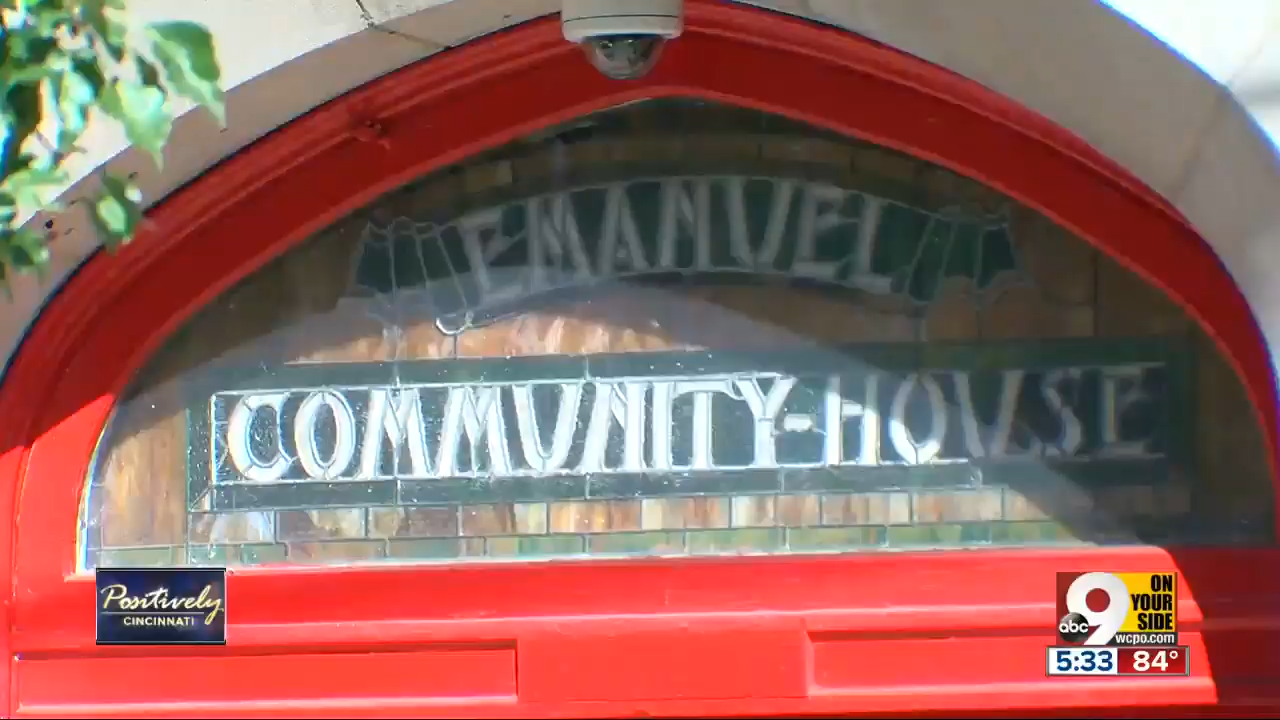 EMANUEL
COMMUNITY-HOUSE
Positively
CINCINNATI
abc 9 ON YOUR SIDE
wcpo.com
5:33 84°